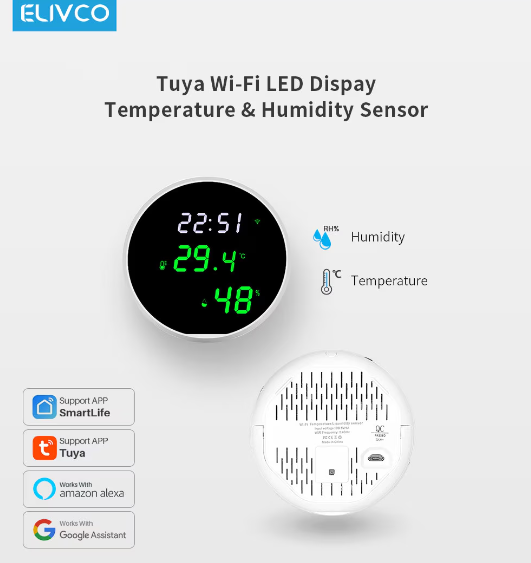 ELIVCO
Tuya Wi-Fi LED Dispay
Temperature & Humidity Sensor
22:51
29.4 °C
48 %
RH%
Humidity
°C
Temperature
Support APP
SmartLife
Support APP
Tuya
Works With
amazon alexa
Works With
Google Assistant
QC